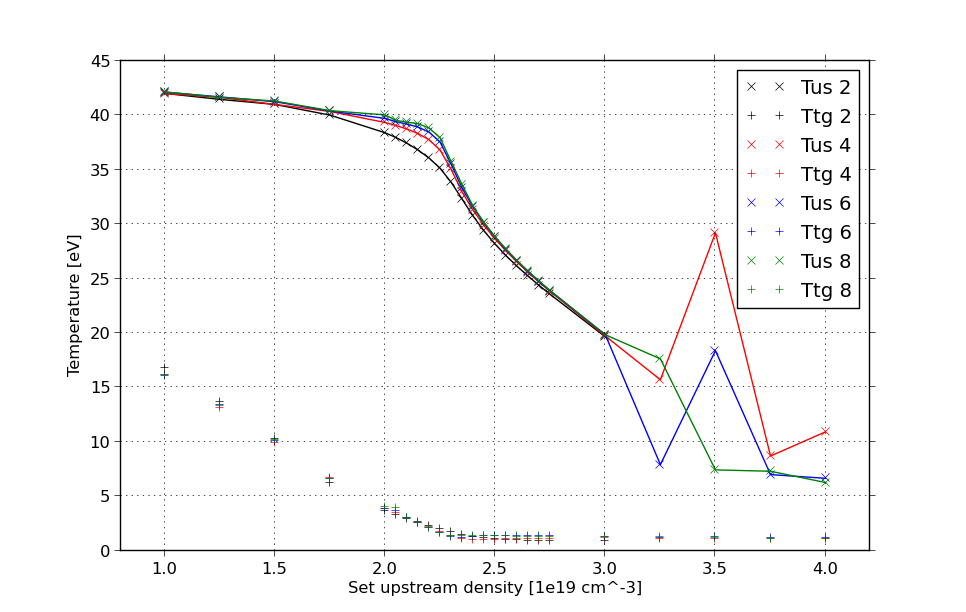 45
40
35
30
25
20
15
10
5
0
Temperature [eV]
1.0 1.5 2.0 2.5 3.0 3.5 4.0
Set upstream density [1e19 cm^-3]
Tus 2
Ttg 2
Tus 4
Ttg 4
Tus 6
Ttg 6
Tus 8
Ttg 8